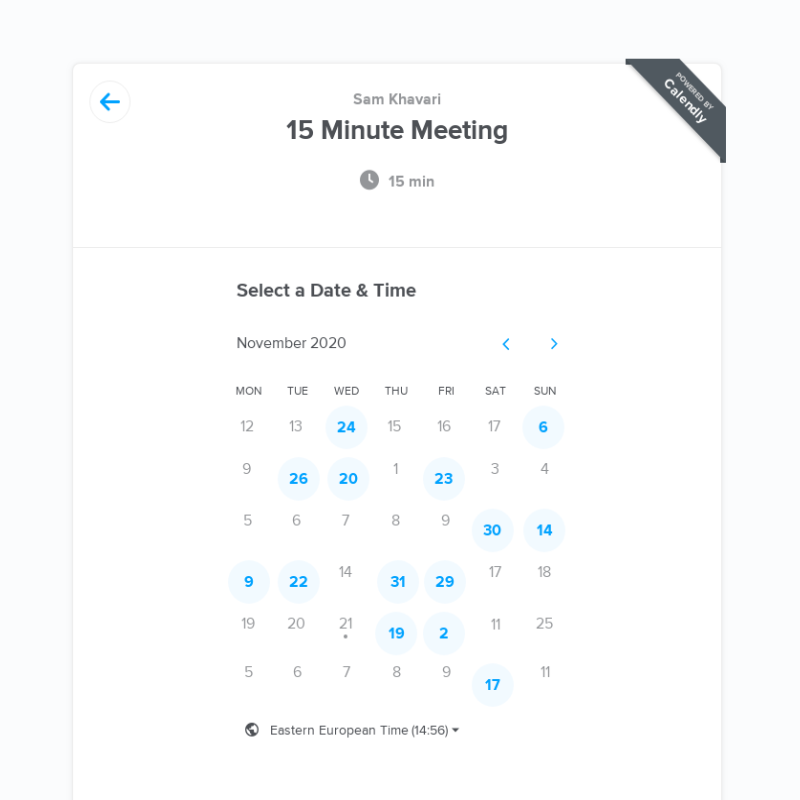 POWERED BY
Calendly
Sam Khavari
15 Minute Meeting
15 min
Select a Date & Time
November 2020
MON TUE WED THU FRI SAT SUN
12 13 24 15 16 17 6
9 26 20 1 23 3 4
5 6 7 8 9 30 14
9 22 14 31 29 17 18
19 20 21 19 2 11 25
5 6 7 8 9 17 11
Eastern European Time (14:56)